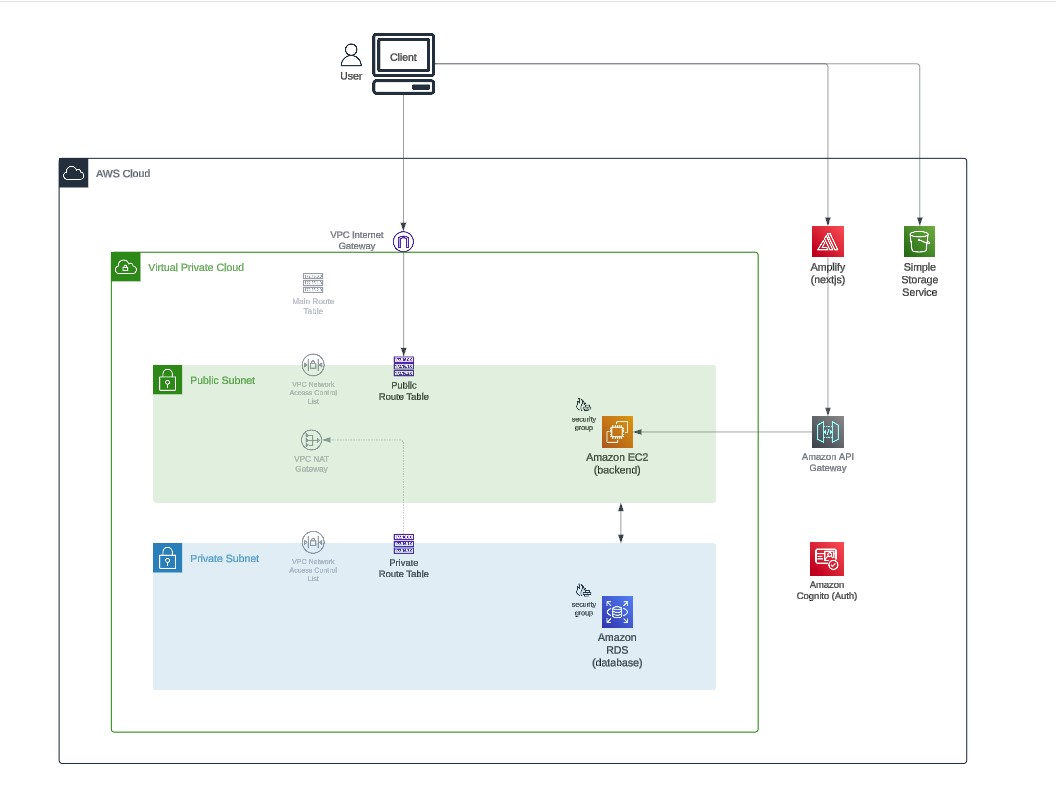 Client
User
AWS Cloud
VPC Internet
Gateway
Virtual Private Cloud
Main Route
Table
Amplify
(nextjs)
Simple
Storage
Service
Public Subnet
VPC Network
Access Control
List
Public
Route Table
security
group
Amazon EC2
(backend)
VPC NAT
Gateway
Amazon API
Gateway
Private Subnet
VPC Network
Access Control
List
Private
Route Table
security
group
Amazon
RDS
(database)
Amazon
Cognito (Auth)